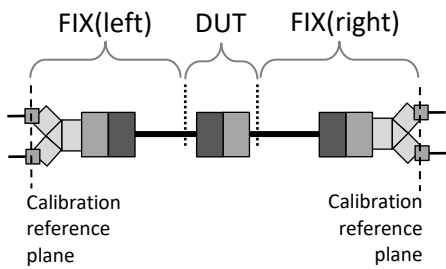 FIX(left) DUT FIX(right)
Calibration
reference
plane
Calibration
reference
plane